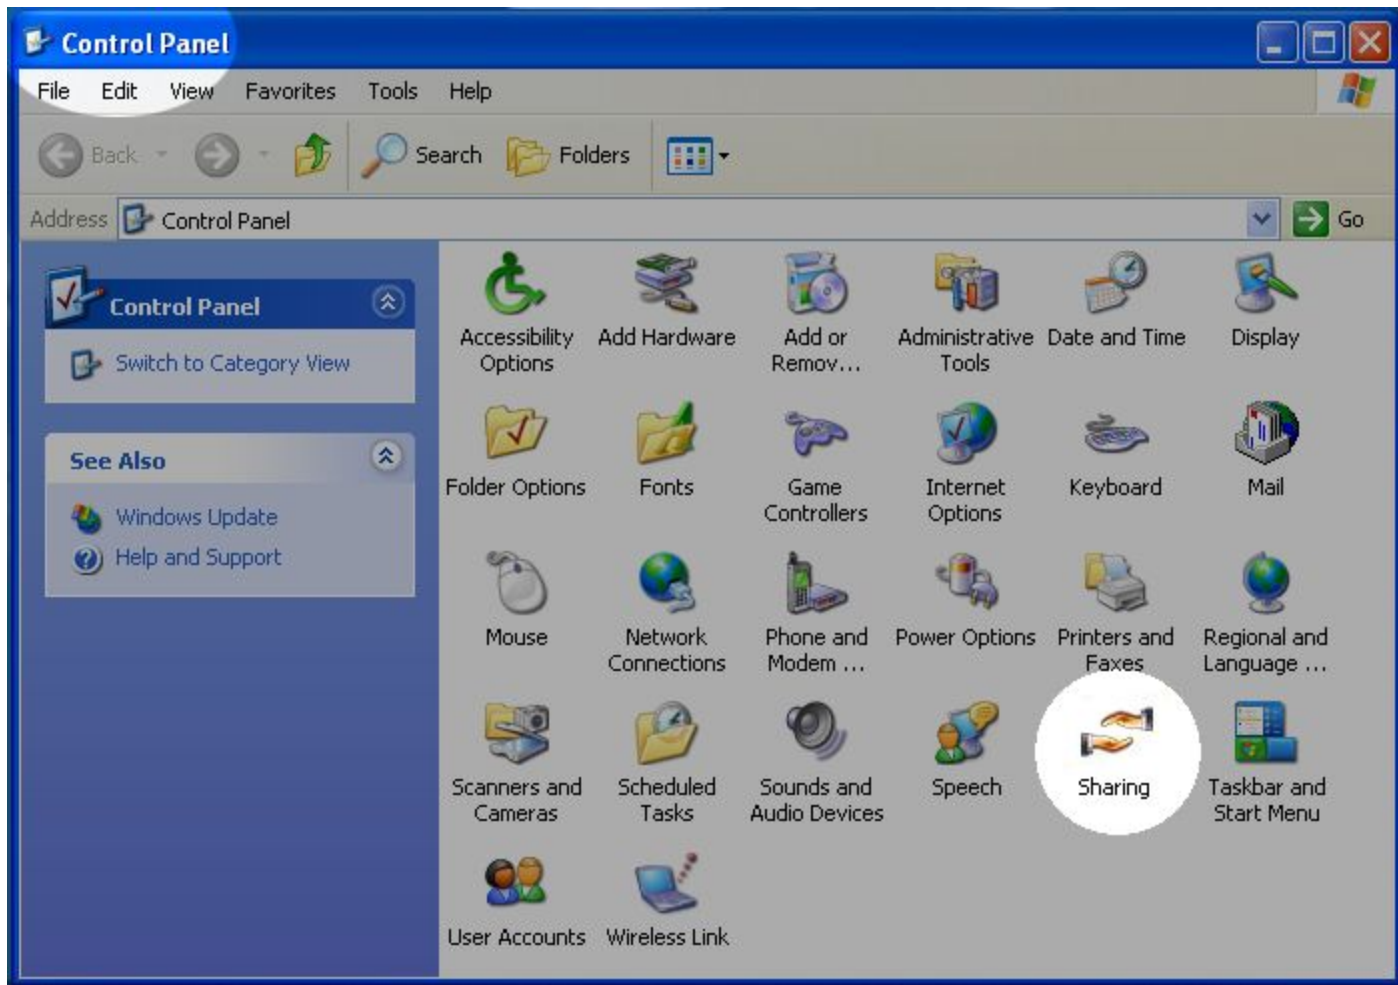 Control Panel
File Edit View Favorites Tools Help
Back Search Folders
Address Control Panel Go
Control Panel
Switch to Category View
See Also
Windows Update
Help and Support
Accessibility
Options
Add Hardware
Add or
Remov...
Administrative
Tools
Date and Time
Display
Folder Options
Fonts
Game
Controllers
Internet
Options
Keyboard
Mail
Mouse
Network
Connections
Phone and
Modem ...
Power Options
Printers and
Faxes
Regional and
Language ...
Scanners and
Cameras
Scheduled
Tasks
Sounds and
Audio Devices
Speech
Sharing
Taskbar and
Start Menu
User Accounts
Wireless Link